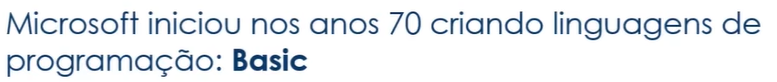 Microsoft iniciou nos anos 70 criando linguagens de
programação: Basic